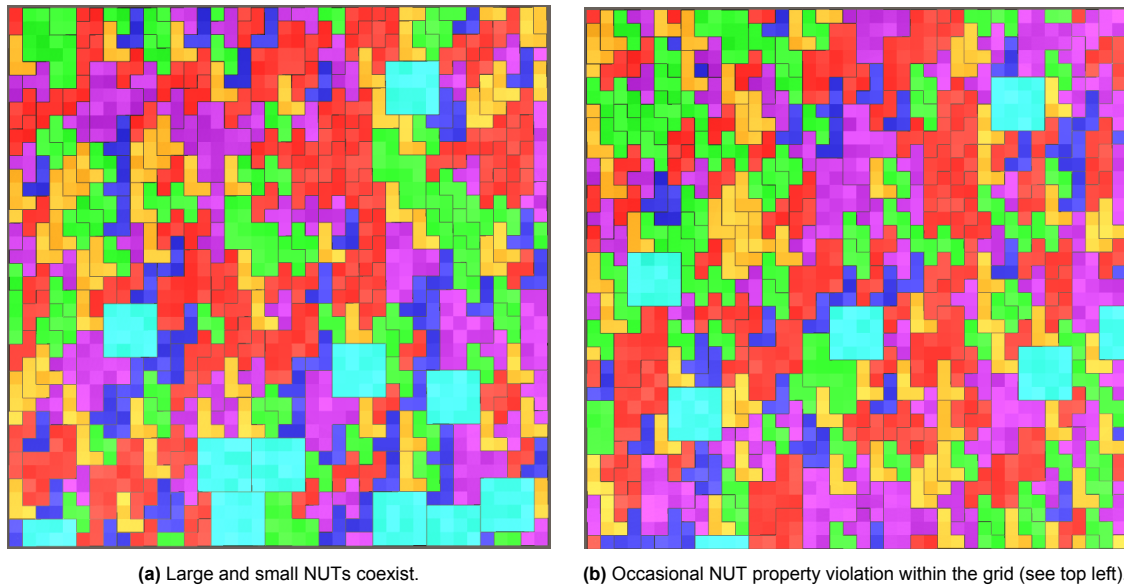 (a) Large and small NUTs coexist.
(b) Occasional NUT property violation within the grid (see top left)